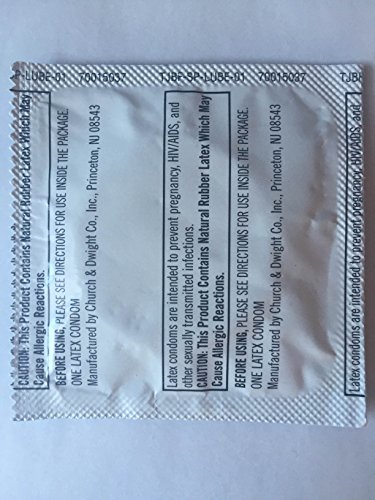 P-LUBE-01 70015037 TJBF-SP-LUBE-01 70015037 TJBF
CAUTION: This Product Contains Natural Rubber Latex Which May
Cause Allergic Reactions.
BEFORE USING, PLEASE SEE DIRECTIONS FOR USE INSIDE THE PACKAGE.
ONE LATEX CONDOM
Manufactured by Church & Dwight Co., Inc., Princeton, NJ 08543
Latex condoms are intended to prevent pregnancy, HIV/AIDS, and
other sexually transmitted infections.
CAUTION: This Product Contains Natural Rubber Latex Which May
Cause Allergic Reactions.
BEFORE USING, PLEASE SEE DIRECTIONS FOR USE INSIDE THE PACKAGE.
ONE LATEX CONDOM
Manufactured by Church & Dwight Co., Inc., Princeton, NJ 08543
Latex condoms are intended to prevent pregnancy, HIV/AIDS, and